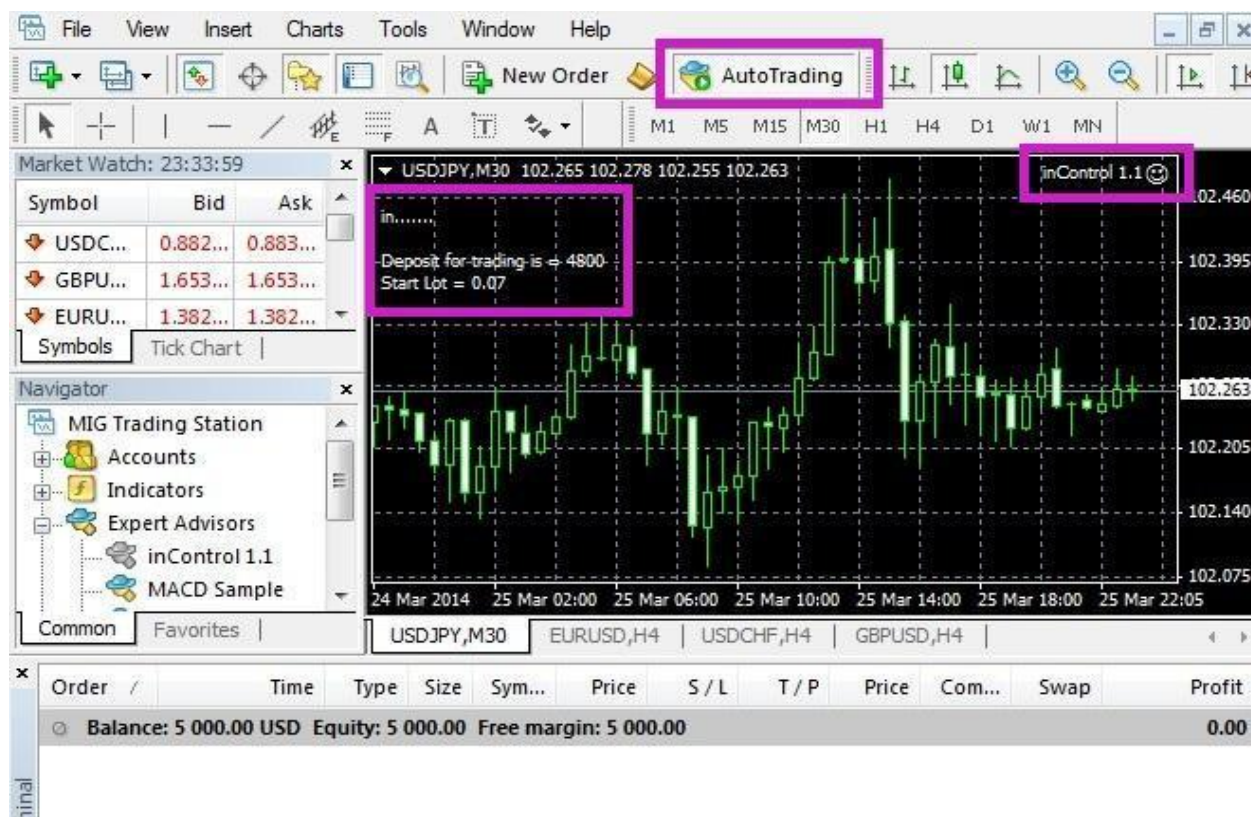 File View Insert Charts Tools Window Help
New Order AutoTrading
E F A T M1 M5 M15 M30 H1 H4 D1 W1 MN
Market Watch: 23:33:59
Symbol Bid Ask
USDC... 0.882... 0.883...
GBPU... 1.653... 1.653...
EURU... 1.382... 1.382...
Symbols Tick Chart
Navigator
MIG Trading Station
Accounts
Indicators
Expert Advisors
inControl 1.1
MACD Sample
Common Favorites
USDJPY,M30 102.265 102.278 102.255 102.263
inControl 1.1
in.......
Deposit for trading is = 4800
Start Lot = 0.07
102.460
102.395
102.330
102.263
102.205
102.140
102.075
24 Mar 2014 25 Mar 02:00 25 Mar 06:00 25 Mar 10:00 25 Mar 14:00 25 Mar 18:00 25 Mar 22:05
USDJPY,M30 EURUSD,H4 USDCHF,H4 GBPUSD,H4
Order / Time Type Size Sym... Price S / L T / P Price Com... Swap Profit
Balance: 5 000.00 USD Equity: 5 000.00 Free margin: 5 000.00 0.00